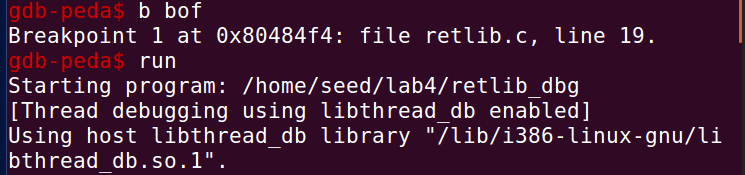 gdb-peda$ b bof
Breakpoint 1 at 0x80484f4: file retlib.c, line 19.
gdb-peda$ run
Starting program: /home/seed/lab4/retlib_dbg
[Thread debugging using libthread_db enabled]
Using host libthread_db library "/lib/i386-linux-gnu/li
bthread_db.so.1".